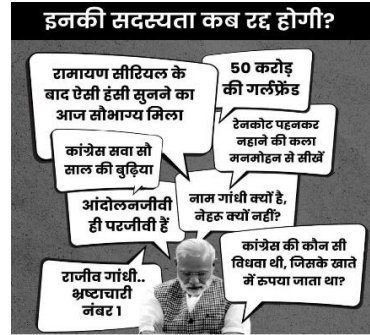 इनकी सदस्यता कब रद्द होगी?
रामायण सीरियल के
बाद ऐसी हंसी सुनने का
आज सौभाग्य मिला
50 करोड़
की गर्लफ्रेंड
रेनकोट पहनकर
नहाने की कला
मनमोहन से सीखें
कांग्रेस सवा सौ
साल की बुढ़िया
आंदोलनजीवी
ही परजीवी हैं
नाम गांधी क्यों है,
नेहरू क्यों नहीं?
राजीव गांधी..
भ्रष्टाचारी
नंबर 1
कांग्रेस की कौन सी
विधवा थी, जिसके खाते
में रुपया जाता था?